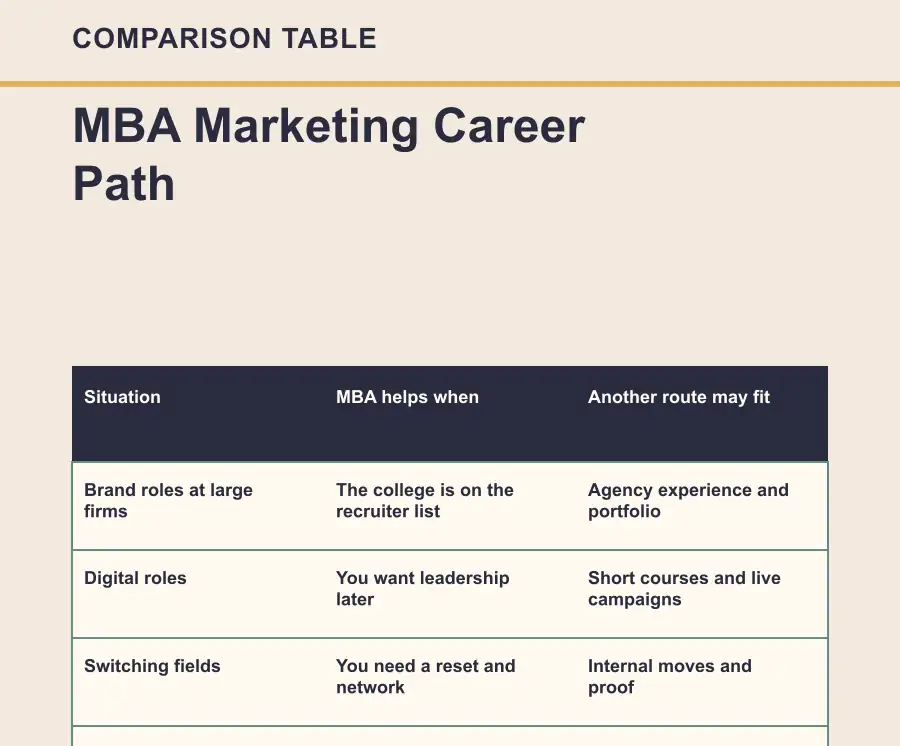 COMPARISON TABLE
MBA Marketing Career
Path
Situation
MBA helps when
Another route may fit
Brand roles at large
firms
The college is on the
recruiter list
Agency experience and
portfolio
Digital roles
You want leadership
later
Short courses and live
campaigns
Switching fields
You need a reset and
network
Internal moves and
proof